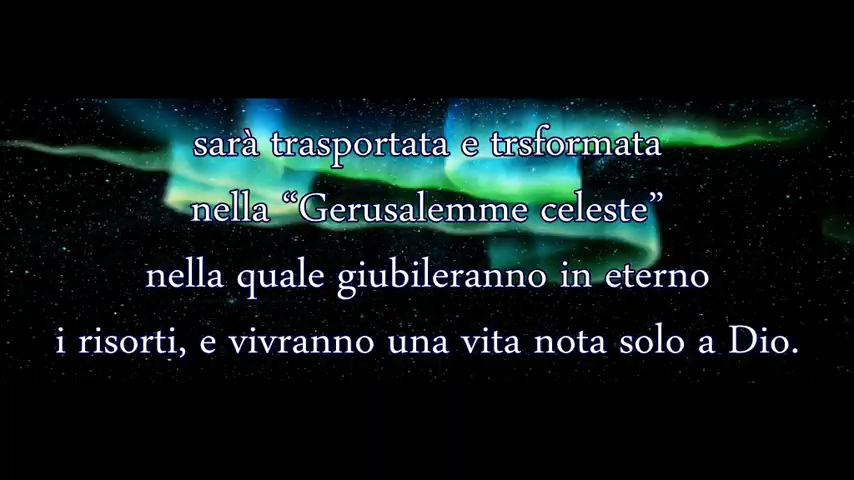 sarà trasportata e trsformata
nella “Gerusalemme celeste”
nella quale giubileranno in eterno
i risorti, e vivranno una vita nota solo a Dio.